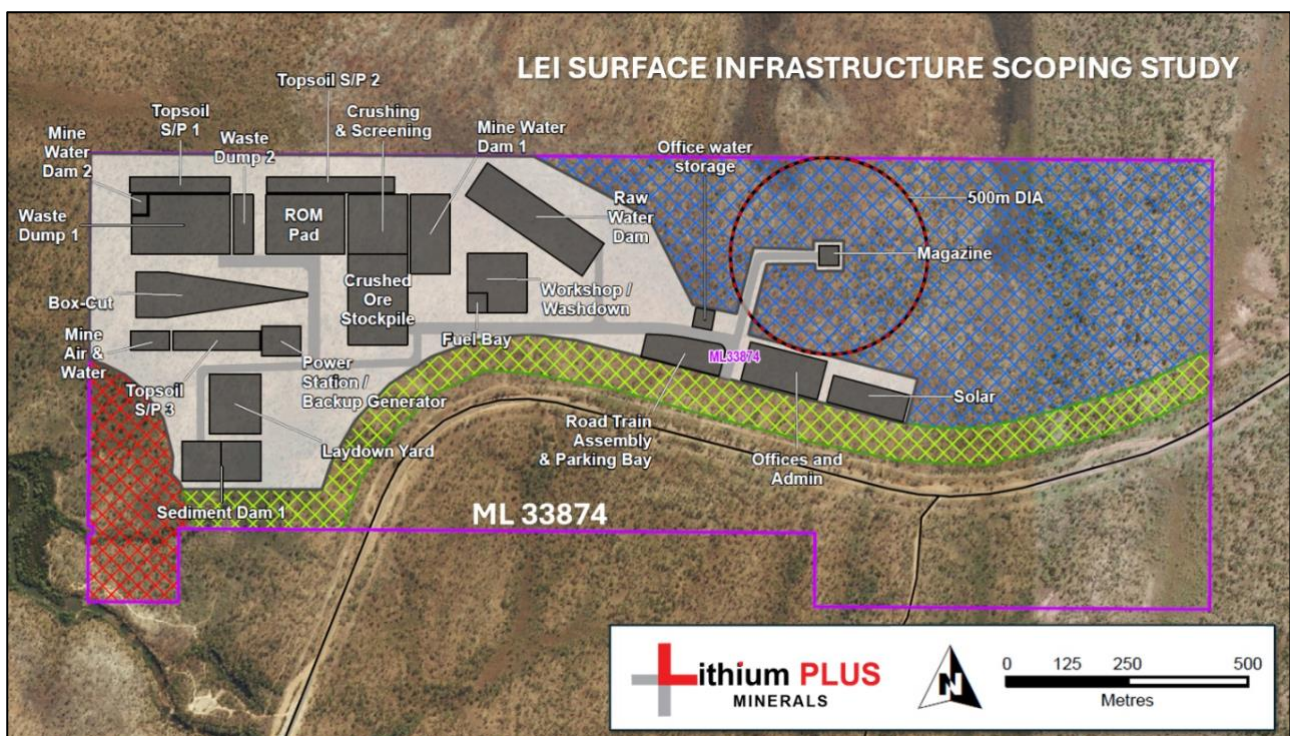 LEI SURFACE INFRASTRUCTURE SCOPING STUDY
Topsoil S/P 2
Topsoil
S/P 1
Crushing
& Screening
Mine
Water
Dam 2
Waste
Dump 2
Mine Water
Dam 1
Office water
storage
500m DIA
Waste
Dump 1
ROM
Pad
Raw
Water
Dam
Magazine
Box-Cut
Crushed
Ore
Stockpile
Workshop /
Washdown
Mine
Air &
Water
Fuel Bay
ML33874
Topsoil
S/P 3
Power
Station /
Backup Generator
Solar
Laydown Yard
Road Train
Assembly
& Parking Bay
Offices and
Admin
Sediment Dam 1
ML 33874
Lithium PLUS
MINERALS
N
0 125 250 500
Metres